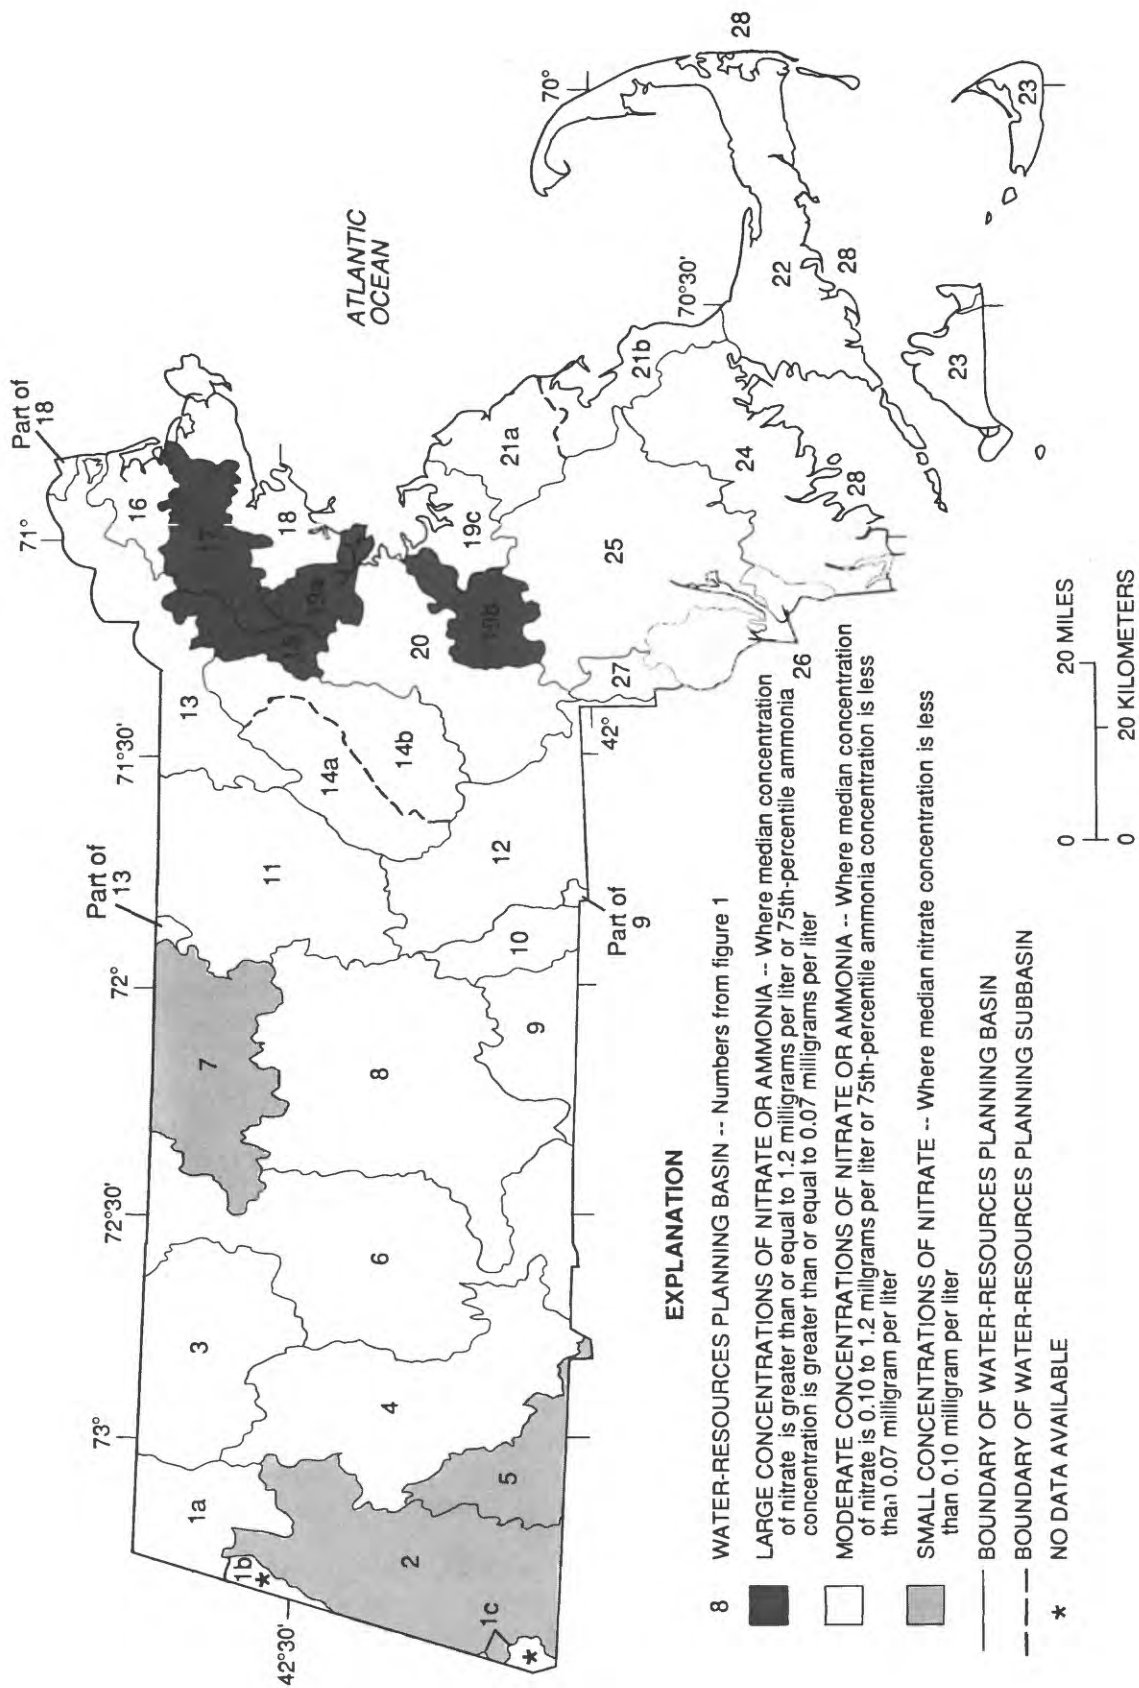 42°30'
73°
72°30'
72°
71°30'
71°
70°30'
70°
42°
Part of
13
Part of
18
Part of
9
ATLANTIC
OCEAN
1a
1b
*
1c
*
2
3
4
5
6
7
8
9
10
11
12
13
14a
14b
15
16
17
18
19a
19b
19c
20
21a
21b
22
23
23
24
25
26
27
28
28
28
EXPLANATION
8 WATER-RESOURCES PLANNING BASIN -- Numbers from figure 1
LARGE CONCENTRATIONS OF NITRATE OR AMMONIA -- Where median concentration
of nitrate is greater than or equal to 1.2 milligrams per liter or 75th-percentile ammonia
concentration is greater than or equal to 0.07 milligrams per liter
MODERATE CONCENTRATIONS OF NITRATE OR AMMONIA -- Where median concentration
of nitrate is 0.10 to 1.2 millgrams per liter or 75th-percentile ammonia concentration is less
than 0.07 milligram per liter
SMALL CONCENTRATIONS OF NITRATE -- Where median nitrate concentration is less
than 0.10 milligram per liter
BOUNDARY OF WATER-RESOURCES PLANNING BASIN
BOUNDARY OF WATER-RESOURCES PLANNING SUBBASIN
* NO DATA AVAILABLE
0 20 MILES
0 20 KILOMETERS